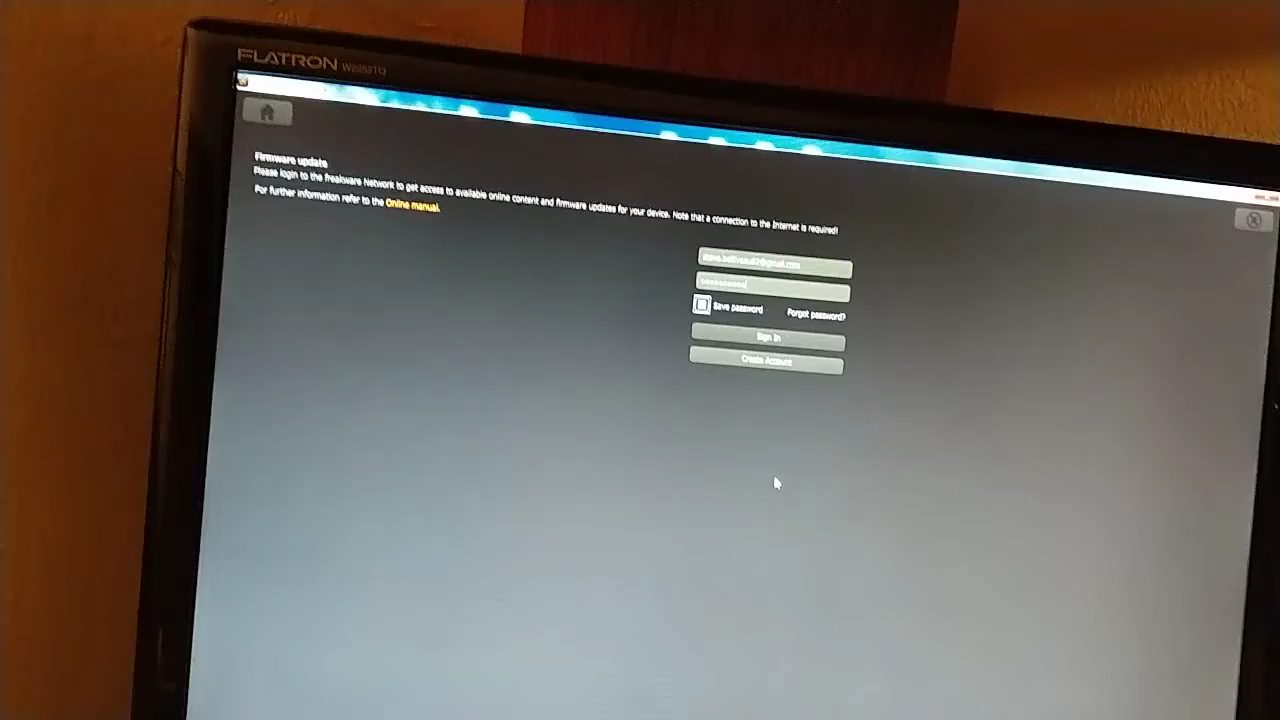 FLATRON
Firmware update
Please login to the freakware Network to get access to available online content and firmware updates for your device. Note that a connection to the Internet is required!
For further information refer to the Online manual.
Save password
Forgot password?
Sign In
Create Account